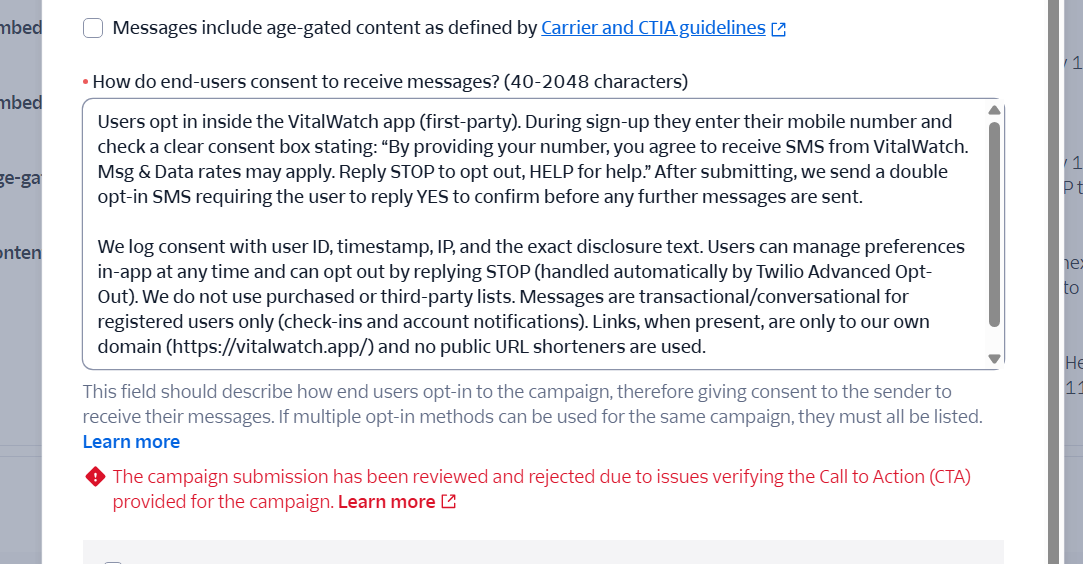 mbed
Messages include age-gated content as defined by Carrier and CTIA guidelines
• How do end-users consent to receive messages? (40-2048 characters)
mbed
Users opt in inside the VitalWatch app (first-party). During sign-up they enter their mobile number and
check a clear consent box stating: “By providing your number, you agree to receive SMS from VitalWatch.
Msg & Data rates may apply. Reply STOP to opt out, HELP for help.” After submitting, we send a double
opt-in SMS requiring the user to reply YES to confirm before any further messages are sent.
We log consent with user ID, timestamp, IP, and the exact disclosure text. Users can manage preferences
in-app at any time and can opt out by replying STOP (handled automatically by Twilio Advanced Opt-
Out). We do not use purchased or third-party lists. Messages are transactional/conversational for
registered users only (check-ins and account notifications). Links, when present, are only to our own
domain (https://vitalwatch.app/) and no public URL shorteners are used.
This field should describe how end users opt-in to the campaign, therefore giving consent to the sender to
receive their messages. If multiple opt-in methods can be used for the same campaign, they must all be listed.
Learn more
The campaign submission has been reviewed and rejected due to issues verifying the Call to Action (CTA)
provided for the campaign. Learn more